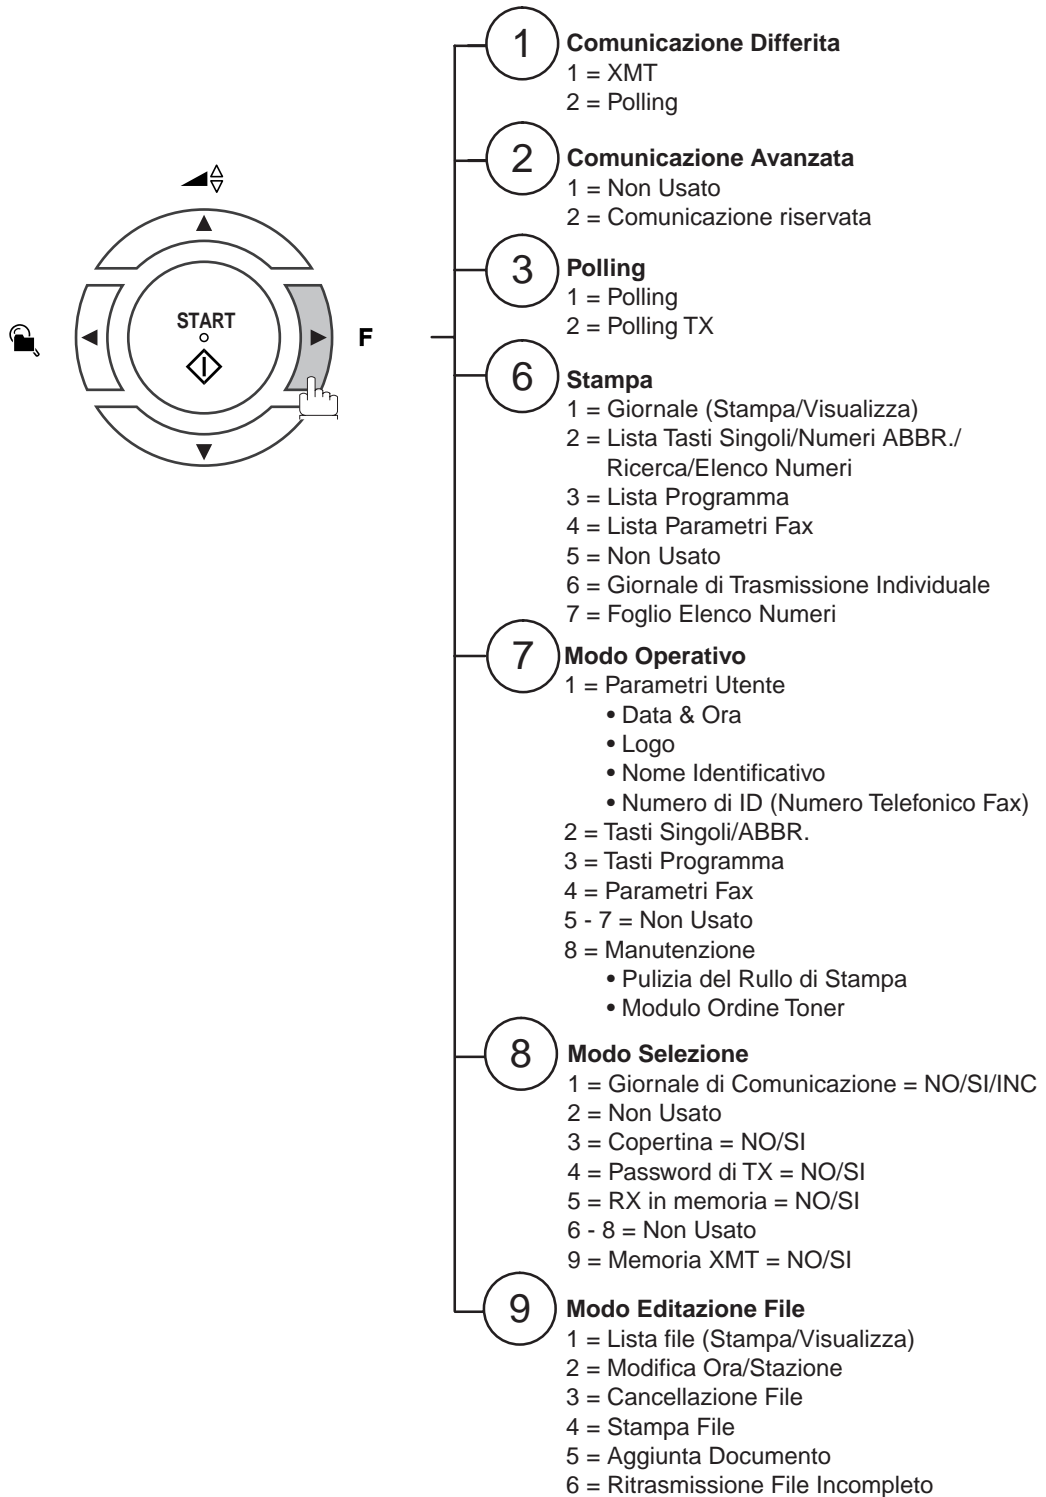 START
F
1
Comunicazione Differita
1 = XMT
2 = Polling
2
Comunicazione Avanzata
1 = Non Usato
2 = Comunicazione riservata
3
Polling
1 = Polling
2 = Polling TX
6
Stampa
1 = Giornale (Stampa/Visualizza)
2 = Lista Tasti Singoli/Numeri ABBR./
Ricerca/Elenco Numeri
3 = Lista Programma
4 = Lista Parametri Fax
5 = Non Usato
6 = Giornale di Trasmissione Individuale
7 = Foglio Elenco Numeri
7
Modo Operativo
1 = Parametri Utente
• Data & Ora
• Logo
• Nome Identificativo
• Numero di ID (Numero Telefonico Fax)
2 = Tasti Singoli/ABBR.
3 = Tasti Programma
4 = Parametri Fax
5 - 7 = Non Usato
8 = Manutenzione
• Pulizia del Rullo di Stampa
• Modulo Ordine Toner
8
Modo Selezione
1 = Giornale di Comunicazione = NO/SI/INC
2 = Non Usato
3 = Copertina = NO/SI
4 = Password di TX = NO/SI
5 = RX in memoria = NO/SI
6 - 8 = Non Usato
9 = Memoria XMT = NO/SI
9
Modo Editazione File
1 = Lista file (Stampa/Visualizza)
2 = Modifica Ora/Stazione
3 = Cancellazione File
4 = Stampa File
5 = Aggiunta Documento
6 = Ritrasmissione File Incompleto